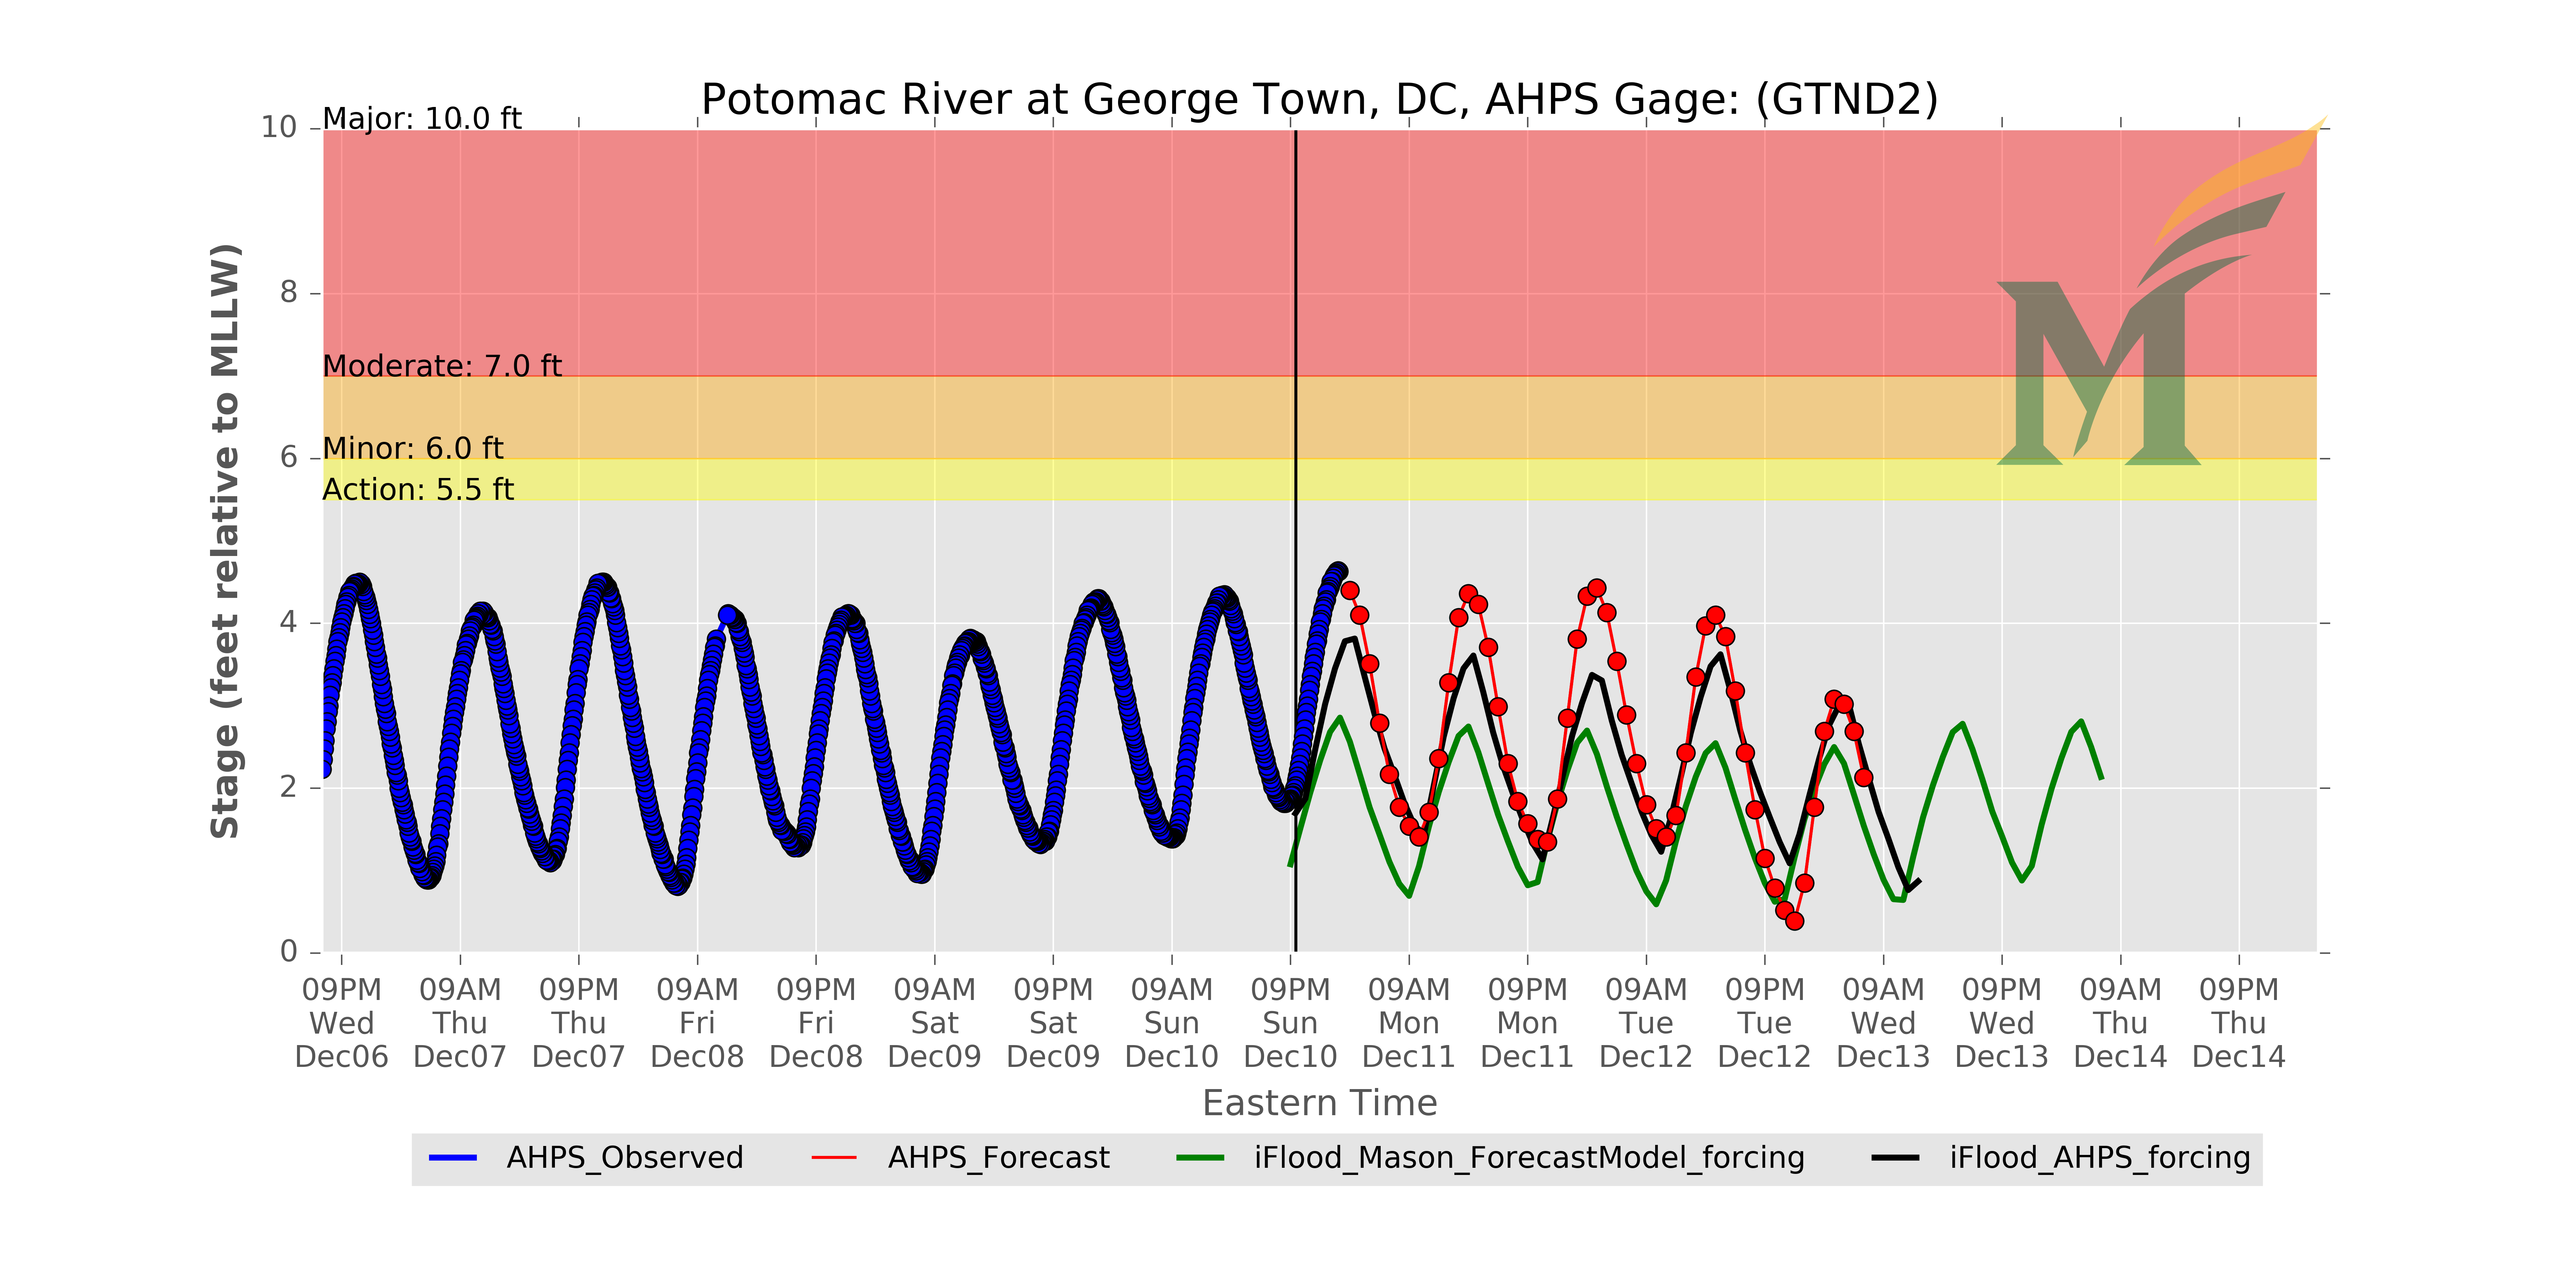 Potomac River at George Town, DC, AHPS Gage: (GTND2)
Major: 10.0 ft
Moderate: 7.0 ft
Minor: 6.0 ft
Action: 5.5 ft
Stage (feet relative to MLLW)
10
8
6
4
2
0
09PM 09AM 09PM 09AM 09PM 09AM 09PM 09AM 09PM 09AM 09PM 09AM 09PM 09AM 09PM 09AM 09PM
Wed Thu Thu Fri Fri Sat Sat Sun Sun Mon Mon Tue Tue Wed Wed Thu Thu
Dec06 Dec07 Dec07 Dec08 Dec08 Dec09 Dec09 Dec10 Dec10 Dec11 Dec11 Dec12 Dec12 Dec13 Dec13 Dec14 Dec14
Eastern Time
AHPS_Observed AHPS_Forecast iFlood_Mason_ForecastModel_forcing iFlood_AHPS_forcing
M